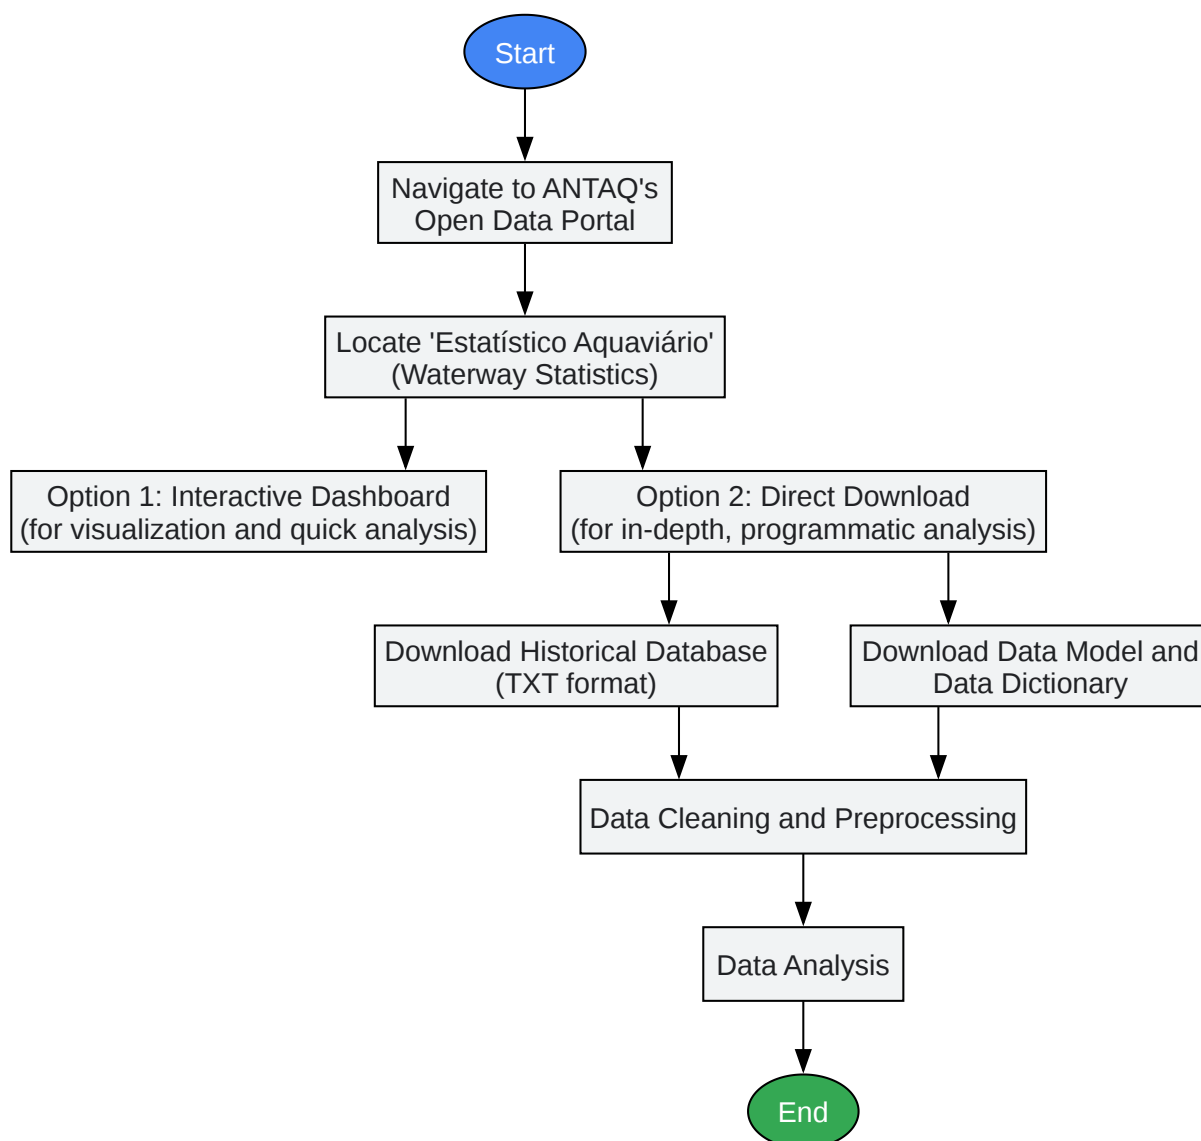 Start
Navigate to ANTAQ's
Open Data Portal
Locate 'Estatístico Aquaviário'
(Waterway Statistics)
Option 1: Interactive Dashboard
(for visualization and quick analysis)
Option 2: Direct Download
(for in-depth, programmatic analysis)
Download Historical Database
(TXT format)
Download Data Model and
Data Dictionary
Data Cleaning and Preprocessing
Data Analysis
End